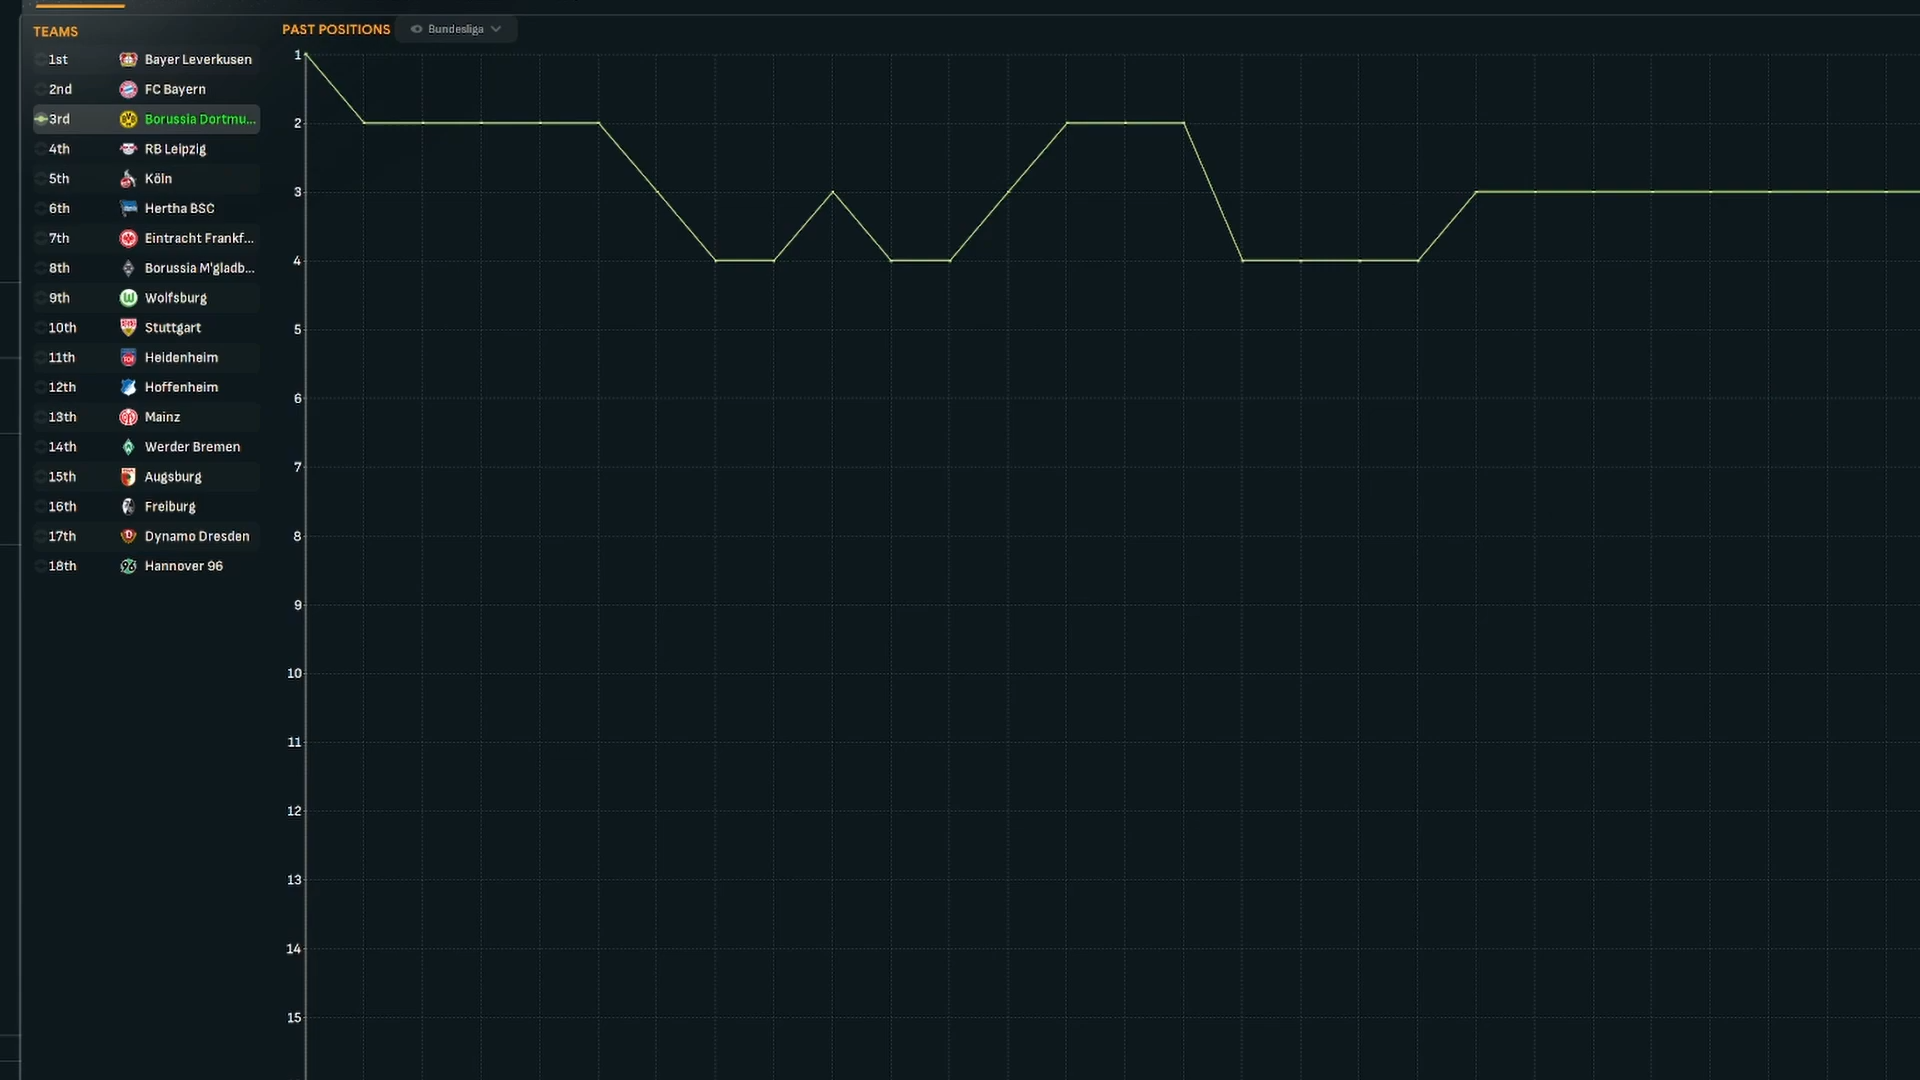 TEAMS
1st Bayer Leverkusen
2nd FC Bayern
3rd Borussia Dortmu...
4th RB Leipzig
5th Köln
6th Hertha BSC
7th Eintracht Frankf...
8th Borussia M'gladb...
9th Wolfsburg
10th Stuttgart
11th Heidenheim
12th Hoffenheim
13th Mainz
14th Werder Bremen
15th Augsburg
16th Freiburg
17th Dynamo Dresden
18th Hannover 96
PAST POSITIONS Bundesliga
1
2
3
4
5
6
7
8
9
10
11
12
13
14
15